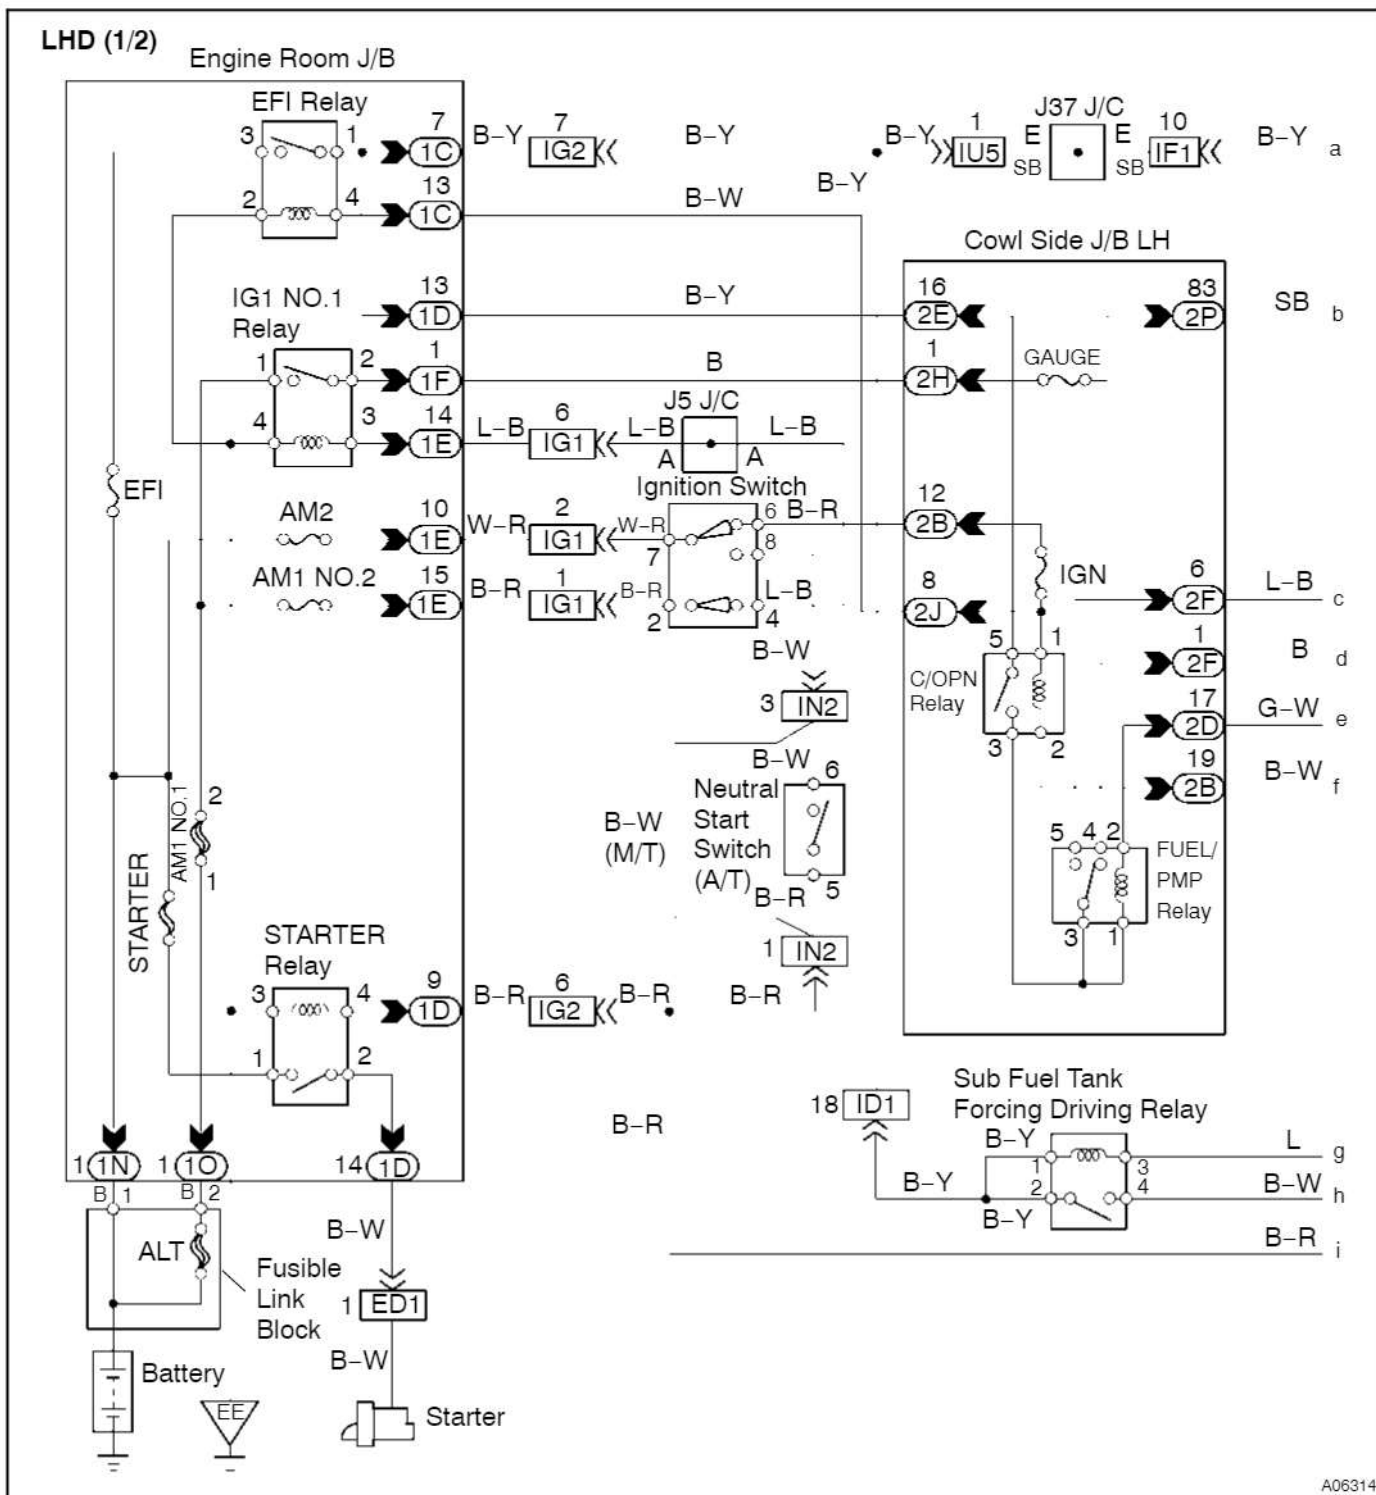 LHD (1/2)
Engine Room J/B
EFI Relay
3 1
7
1C
B-Y
7
IG2
B-Y
B-Y
1
IU5
J37 J/C
E E
SB SB
10
IF1
B-Y a
B-Y
2 4
13
1C
B-W
Cowl Side J/B LH
IG1 NO.1
Relay
13
1D
B-Y
16
2E
83
2P
SB b
1 2
1
1F
B
1
2H
GAUGE
4 3
14
1E
L-B
6
IG1
L-B
J5 J/C
A A
L-B
EFI
Ignition Switch
AM2
10
1E
W-R
2
IG1
W-R
7
6
8
B-R
12
2B
IGN
AM1 NO.2
15
1E
B-R
1
IG1
B-R
2
L-B
4
8
2J
6
2F
L-B c
B-W
3 IN2
B-W
5 1
C/OPN
Relay
3 2
1
2F
B d
17
2D
G-W e
19
2B
B-W f
Neutral
Start
Switch
(A/T)
6
5
B-W
(M/T)
B-R
1 IN2
B-R
5 4 2
FUEL/
PMP
Relay
3 1
STARTER
AM1 NO.1
2
1
STARTER
Relay
3 4
9
1D
B-R
6
IG2
B-R
1 2
B-R
18 ID1
Sub Fuel Tank
Forcing Driving Relay
B-Y
1 3
L g
B-Y
2 4
B-W h
B-Y
B-R i
1 1N
1 1O
14 1D
B 1
B 2
ALT
Fusible
Link
Block
B-W
1 ED1
B-W
Battery
EE
Starter
A06314